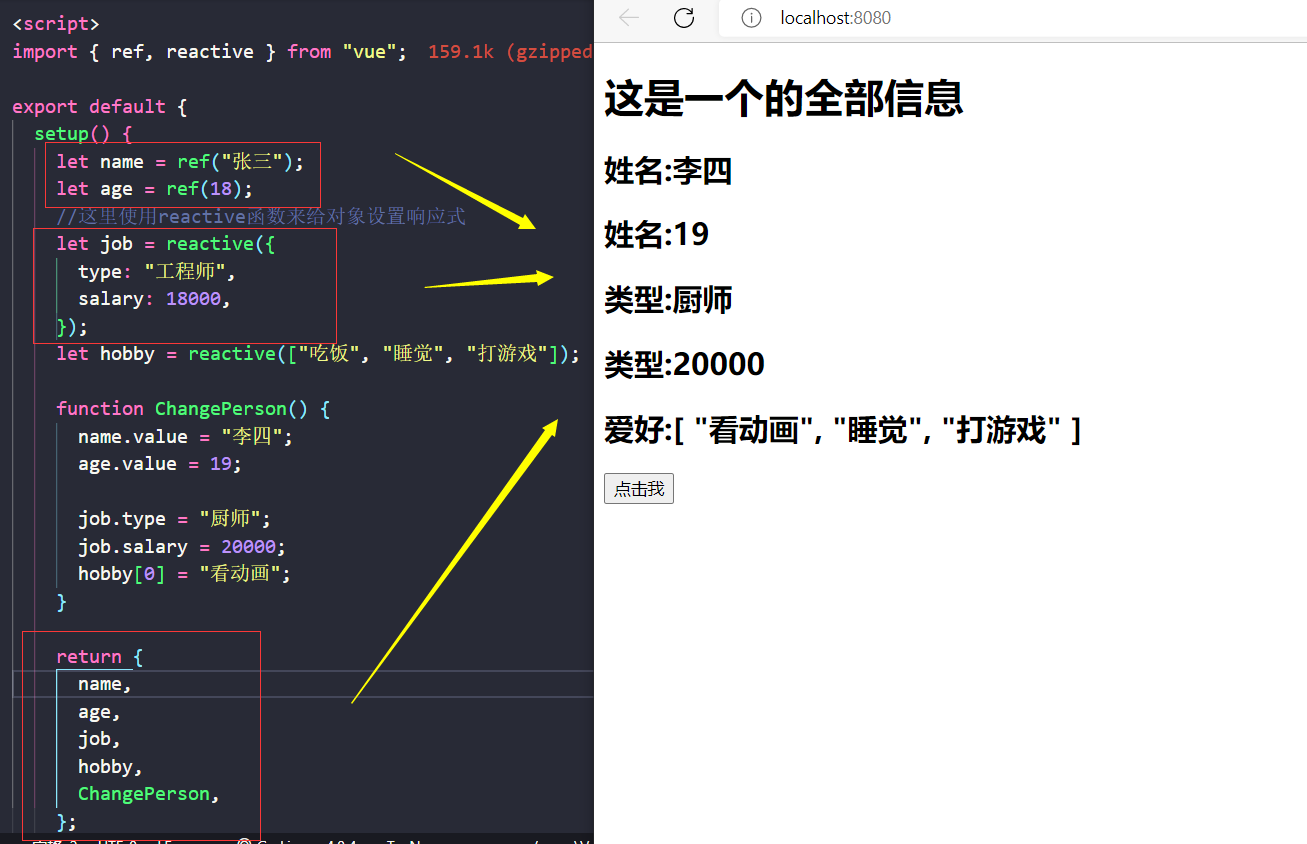 <script>
import { ref, reactive } from "vue"; 159.1k (gzipped
export default {
setup() {
let name = ref("张三");
let age = ref(18);
//这里使用reactive函数来给对象设置响应式
let job = reactive({
type: "工程师",
salary: 18000,
});
let hobby = reactive(["吃饭", "睡觉", "打游戏"]);
function ChangePerson() {
name.value = "李四";
age.value = 19;
job.type = "厨师";
job.salary = 20000;
hobby[0] = "看动画";
}
return {
name,
age,
job,
hobby,
ChangePerson,
};
localhost:8080
这是一个的全部信息
姓名:李四
姓名:19
类型:厨师
类型:20000
爱好:[ "看动画", "睡觉", "打游戏" ]
点击我